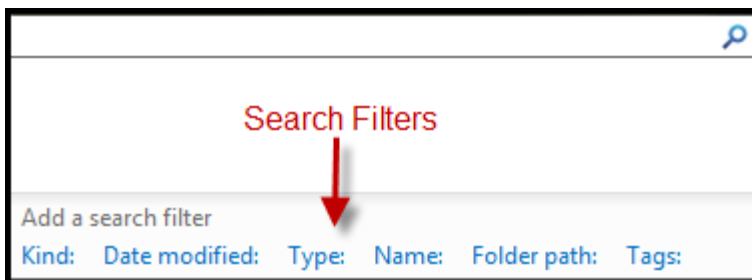 Search Filters
Add a search filter
Kind: Date modified: Type: Name: Folder path: Tags: